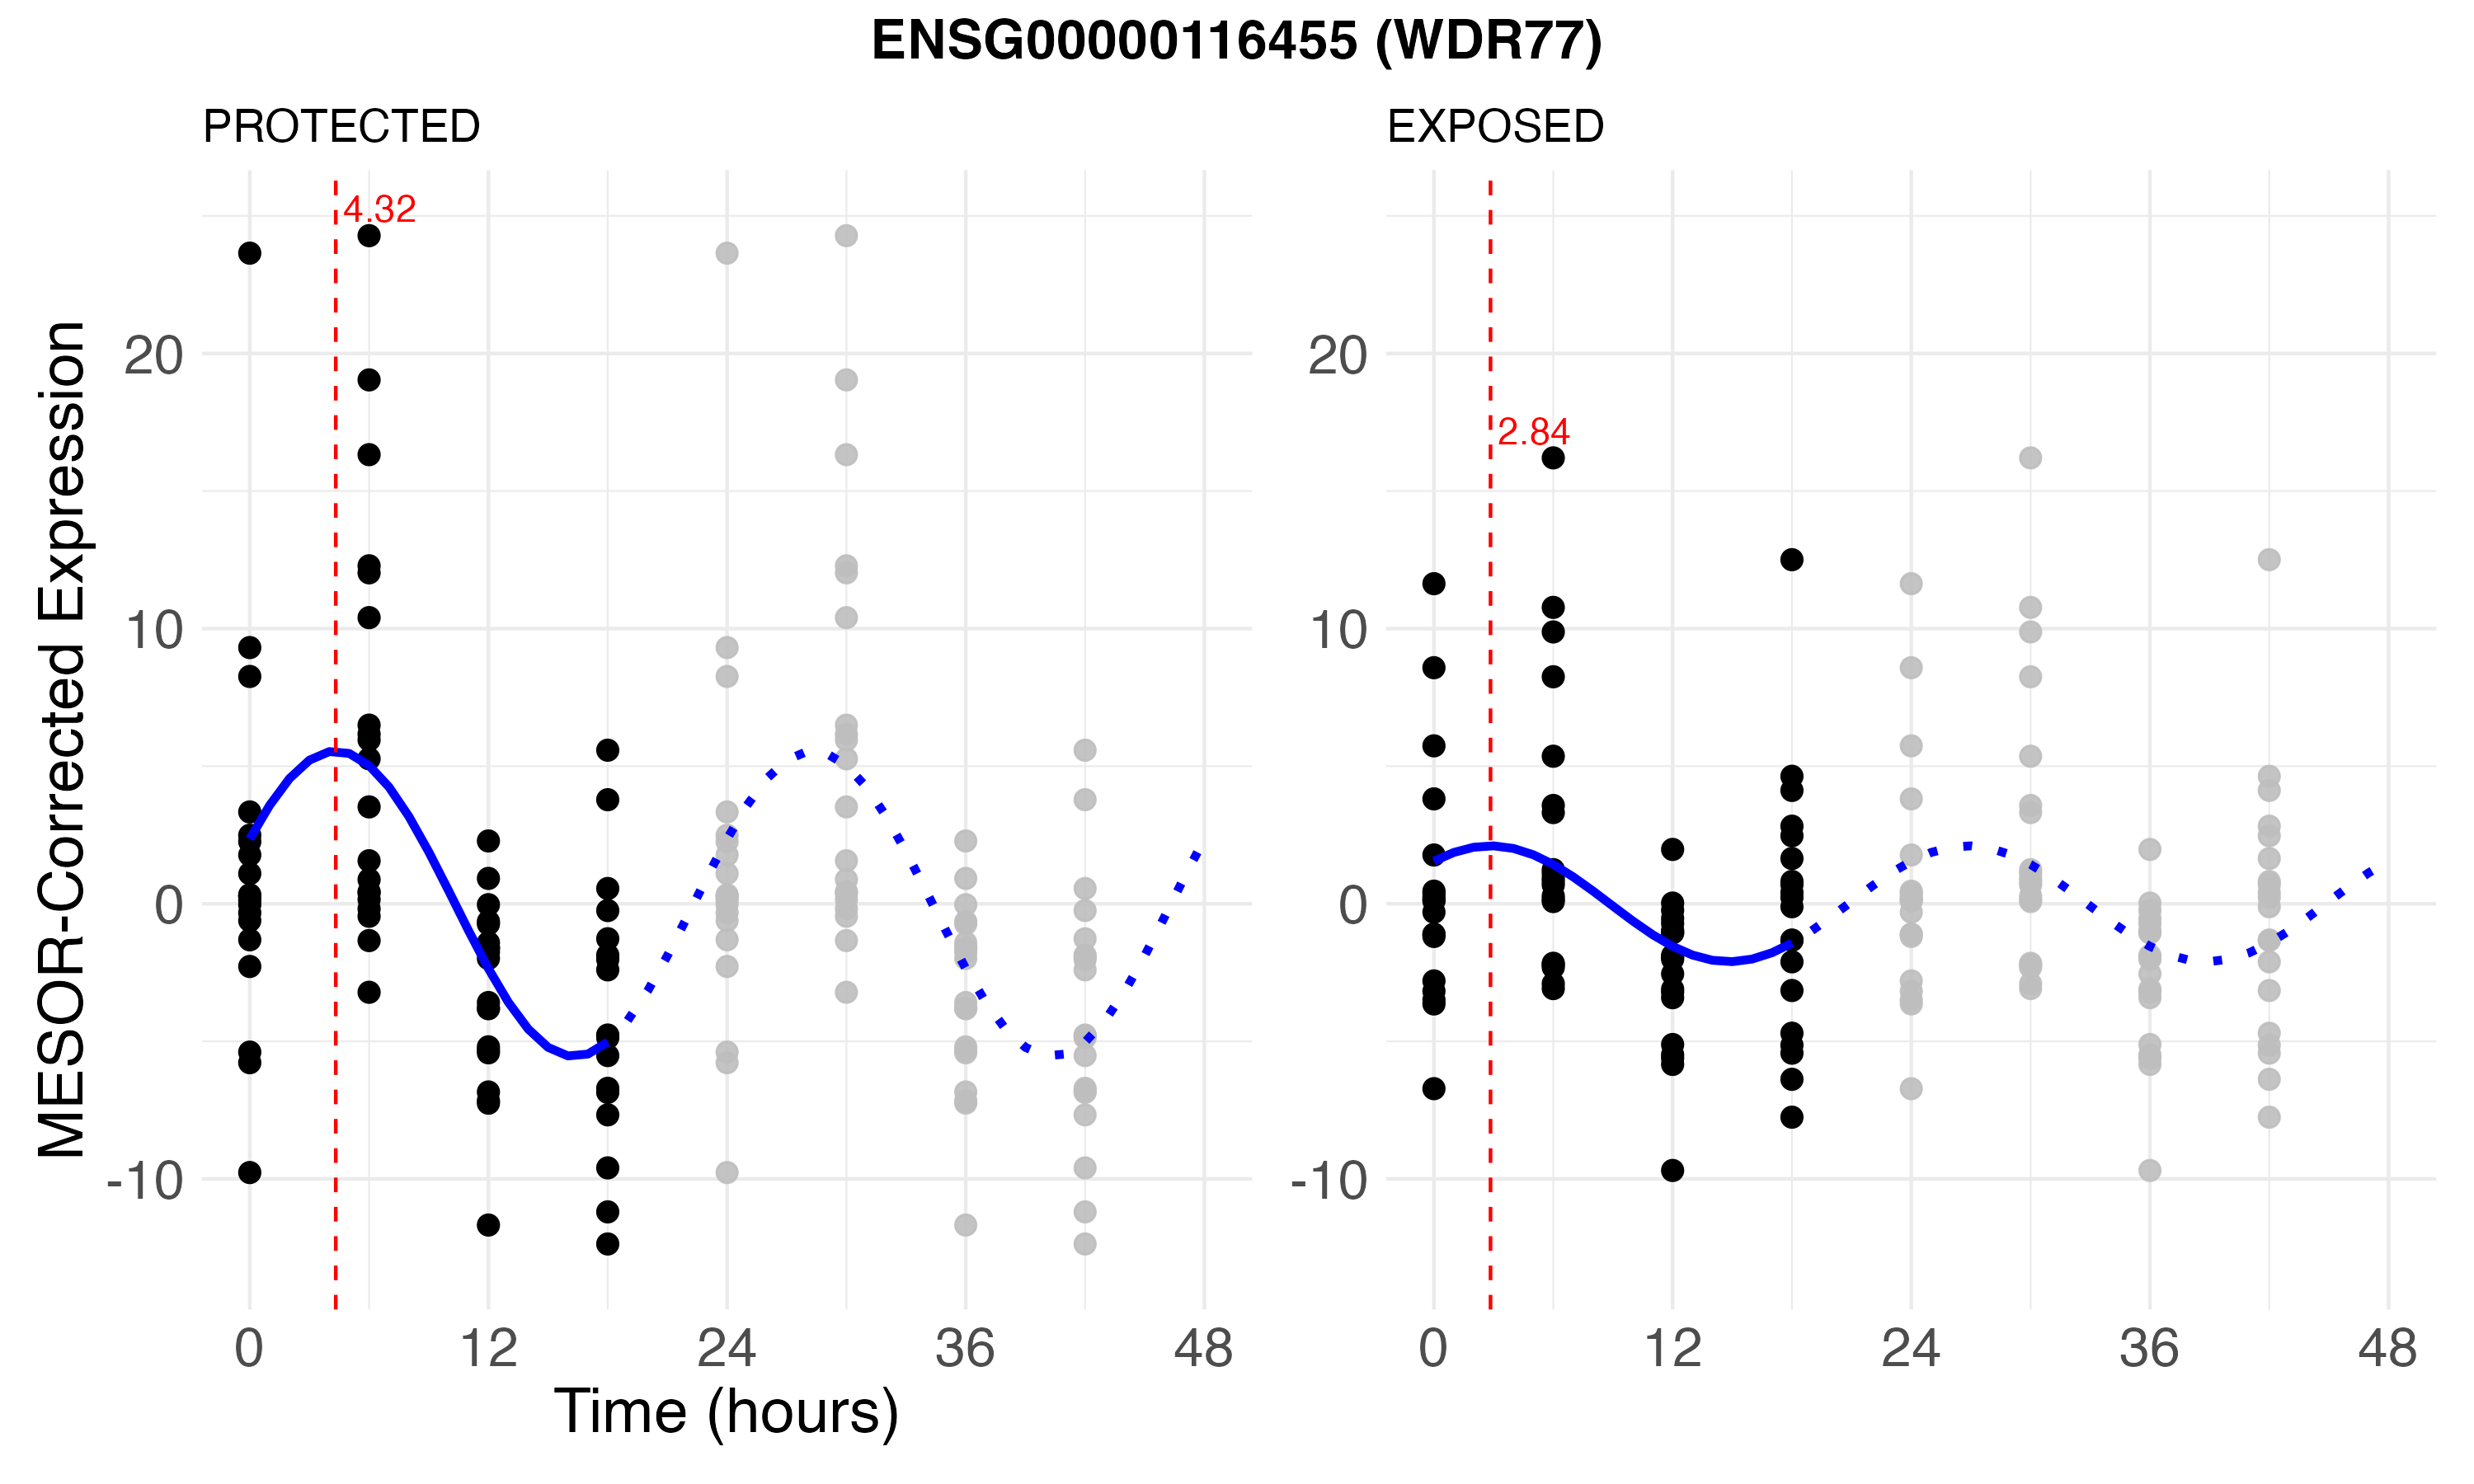 ENSG00000116455 (WDR77)
PROTECTED
EXPOSED
4.32
2.84
MESOR-Corrected Expression
20
10
0
-10
20
10
0
-10
0 12 24 36 48
0 12 24 36 48
Time (hours)